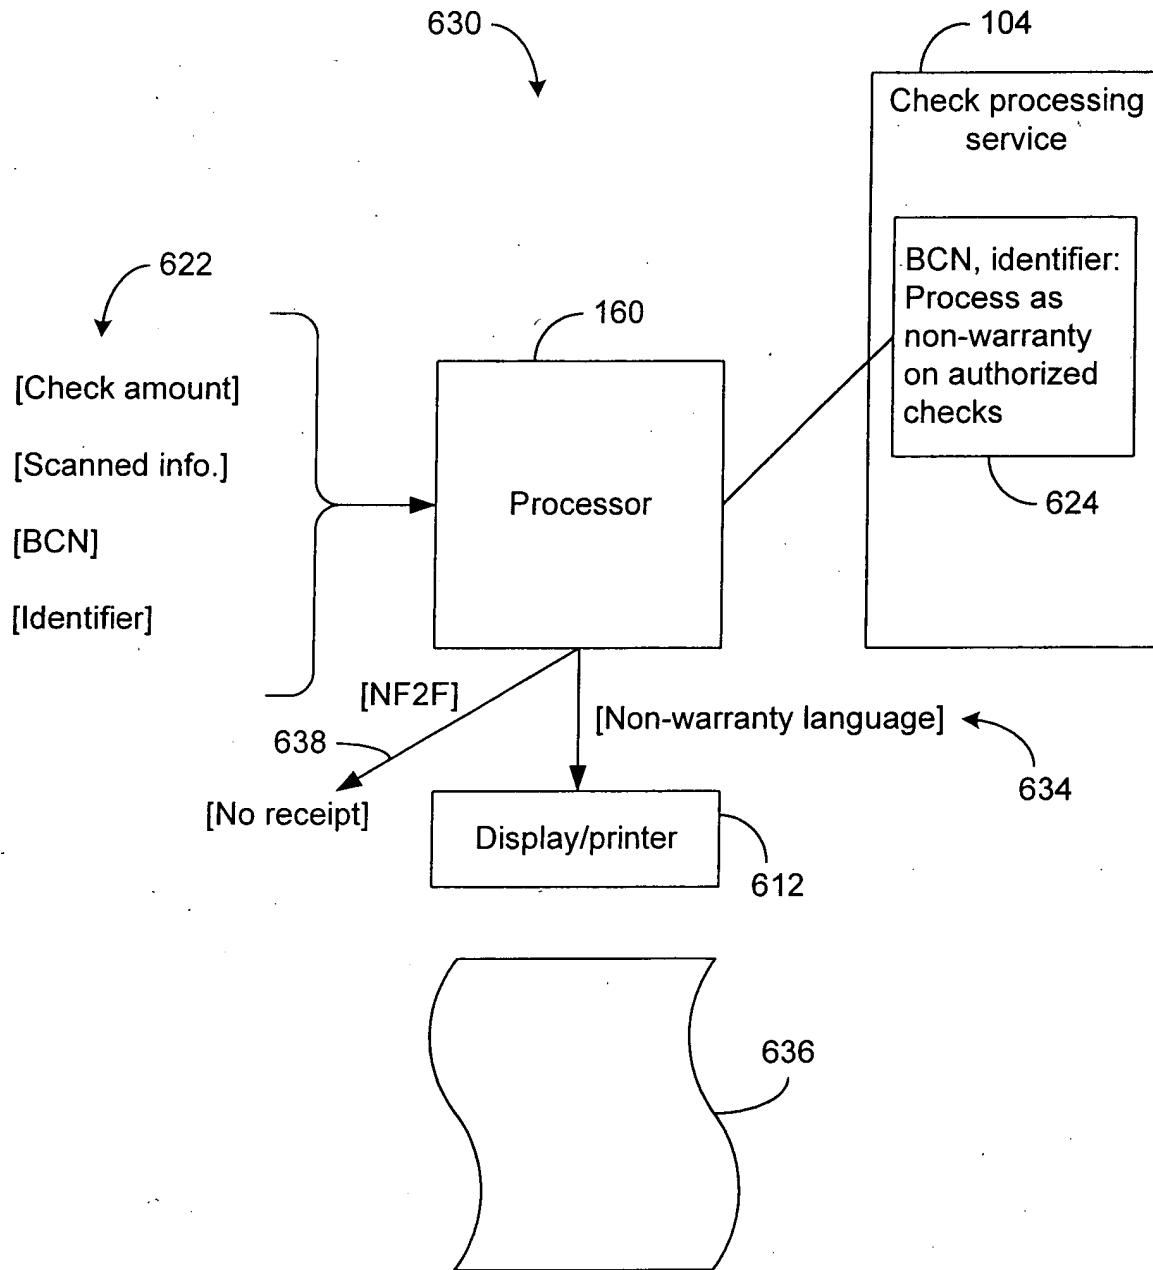 630
104
Check processing
service
622
160
BCN, identifier:
Process as
non-warranty
on authorized
checks
[Check amount]
[Scanned info.]
[BCN]
[Identifier]
Processor
624
[NF2F]
[Non-warranty language]
638
634
[No receipt]
Display/printer
612
636